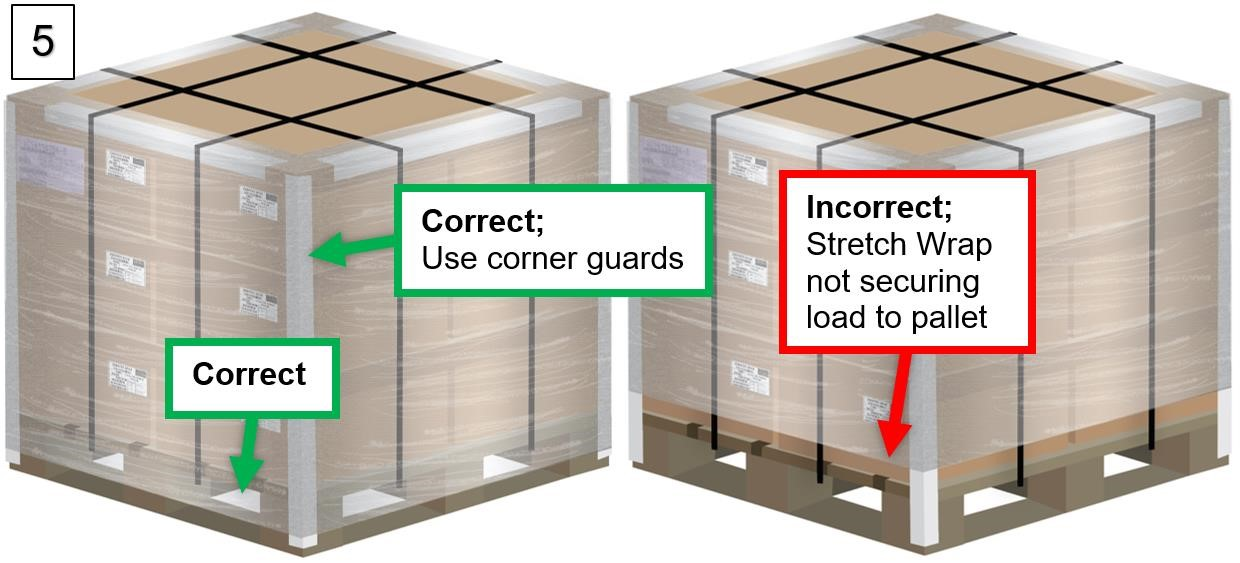 5
Correct;
Use corner guards
Correct
Incorrect;
Stretch Wrap
not securing
load to pallet